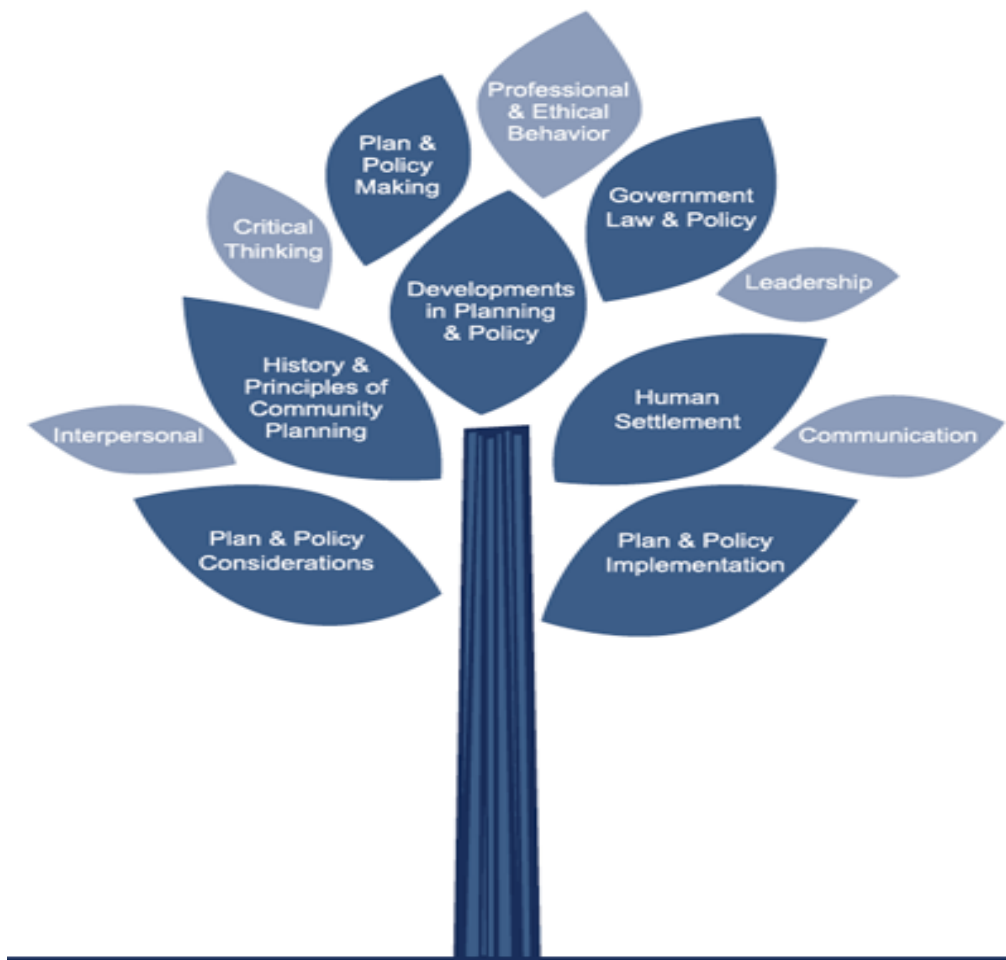 Professional
& Ethical
Behavior
Plan &
Policy
Making
Government
Law & Policy
Critical
Thinking
Developments
in Planning
& Policy
Leadership
History &
Principles of
Community
Planning
Human
Settlement
Interpersonal
Communication
Plan & Policy
Considerations
Plan & Policy
Implementation